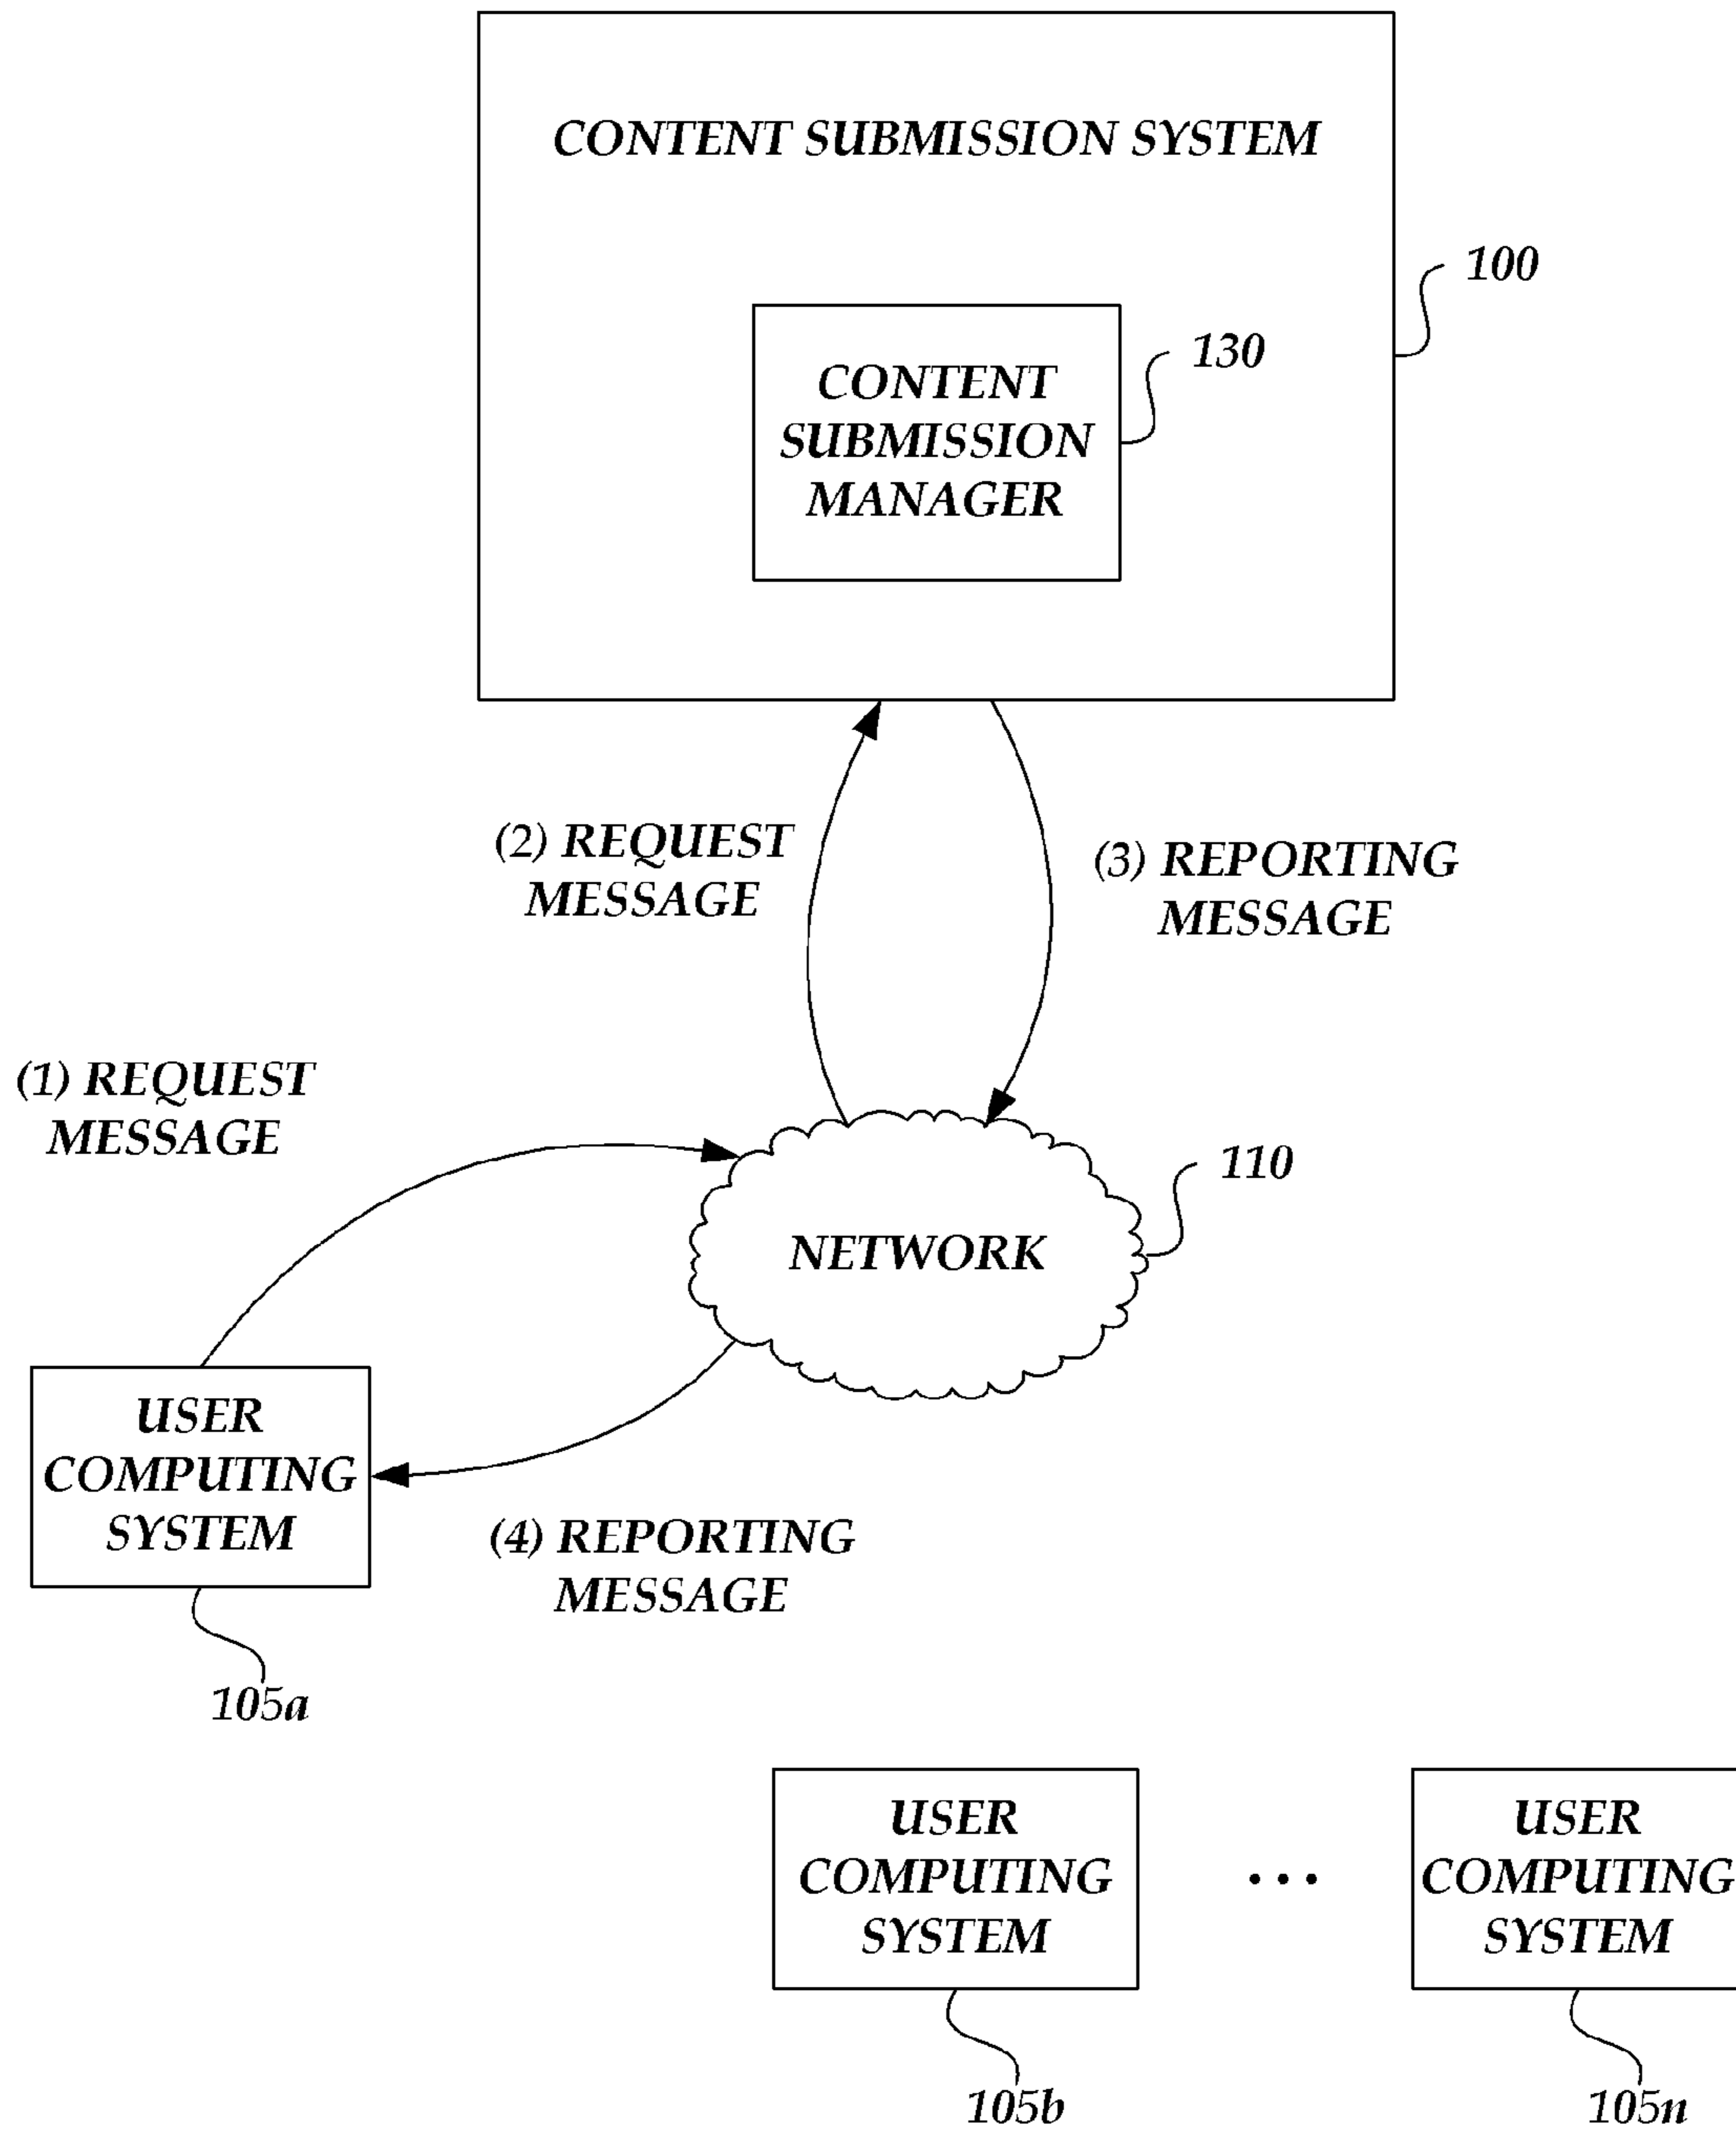 CONTENT SUBMISSION SYSTEM
100
130
CONTENT
SUBMISSION
MANAGER
(2) REQUEST
MESSAGE
(3) REPORTING
MESSAGE
(1) REQUEST
MESSAGE
110
NETWORK
USER
COMPUTING
SYSTEM
(4) REPORTING
MESSAGE
105a
USER
COMPUTING
SYSTEM
...
USER
COMPUTING
SYSTEM
105b
105n